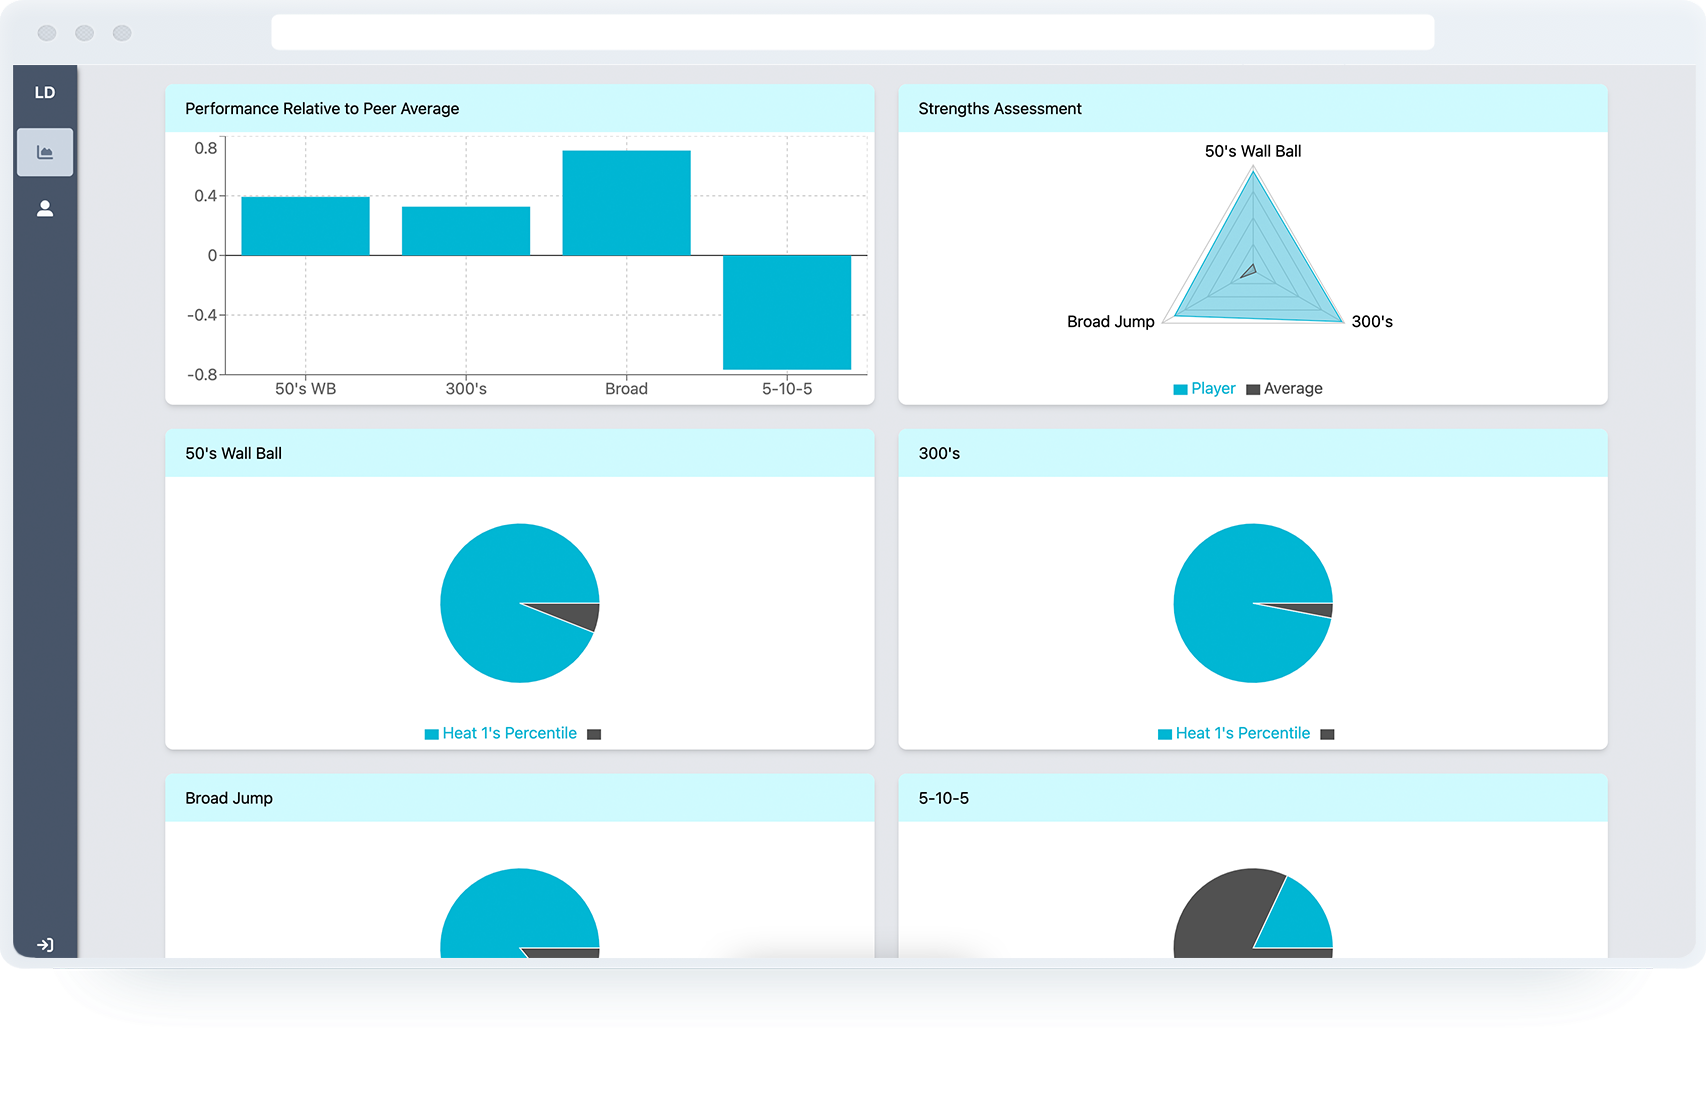 LD
Performance Relative to Peer Average
0.8
0.4
0
-0.4
-0.8
50's WB 300's Broad 5-10-5
Strengths Assessment
50's Wall Ball
Broad Jump 300's
Player Average
50's Wall Ball
Heat 1's Percentile
300's
Heat 1's Percentile
Broad Jump
5-10-5